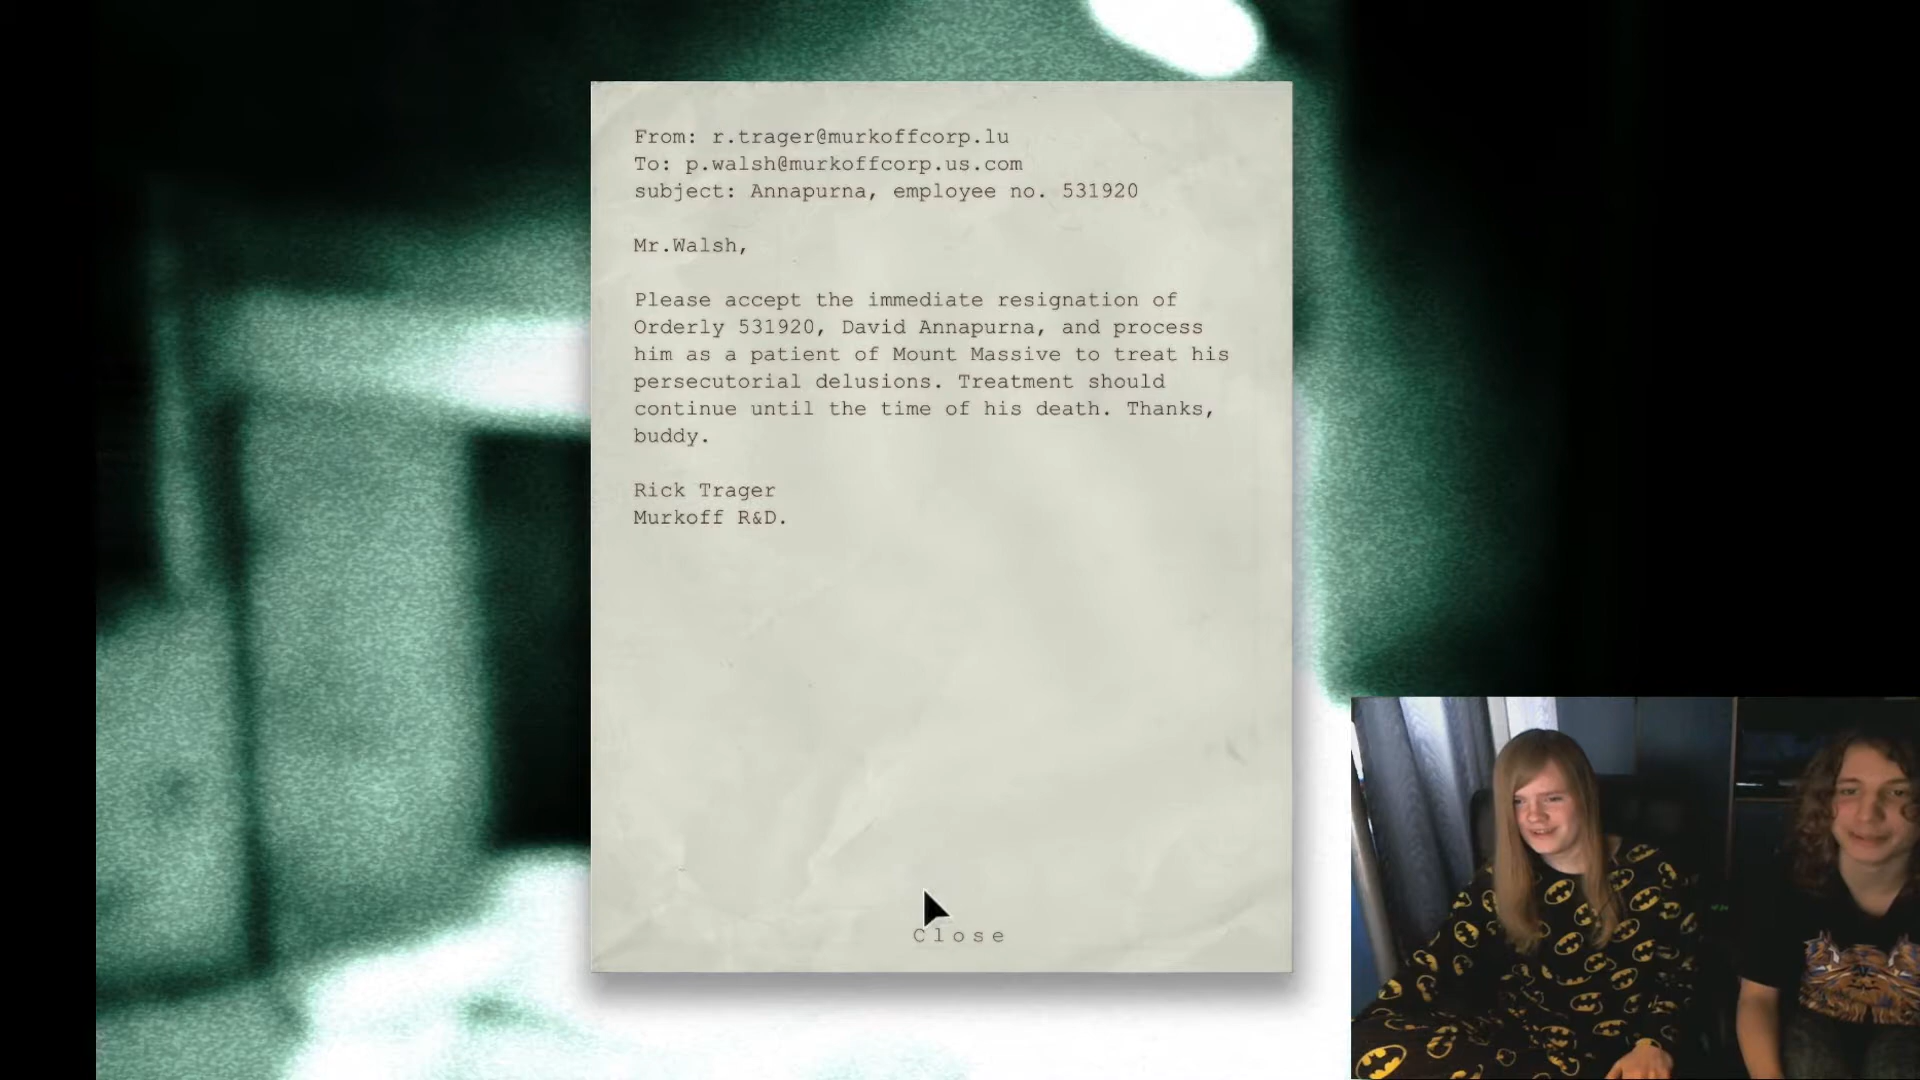 From: r.trager@murkoffcorp.lu
To: p.walsh@murkoffcorp.us.com
subject: Annapurna, employee no. 531920
Mr.Walsh,
Please accept the immediate resignation of
Orderly 531920, David Annapurna, and process
him as a patient of Mount Massive to treat his
persecutorial delusions. Treatment should
continue until the time of his death. Thanks,
buddy.
Rick Trager
Murkoff R&D.
Close